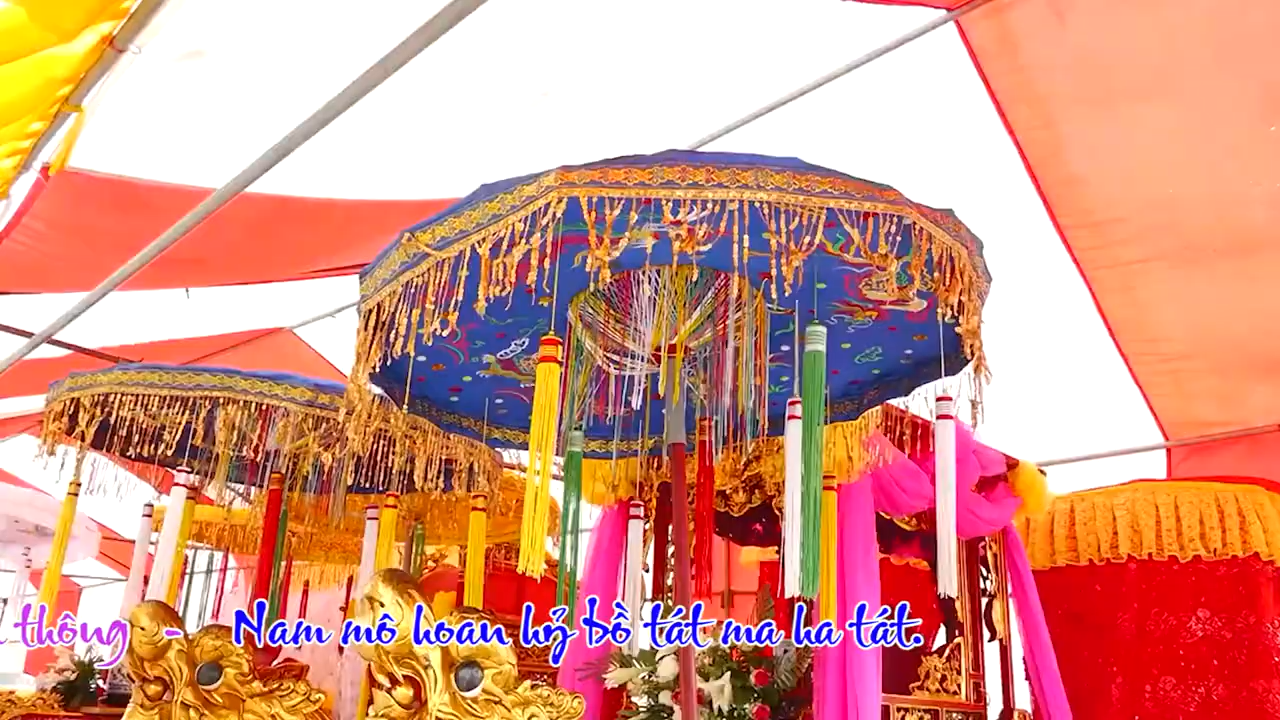 thông - Nam mô hoan hỷ bồ tát ma ha tát.